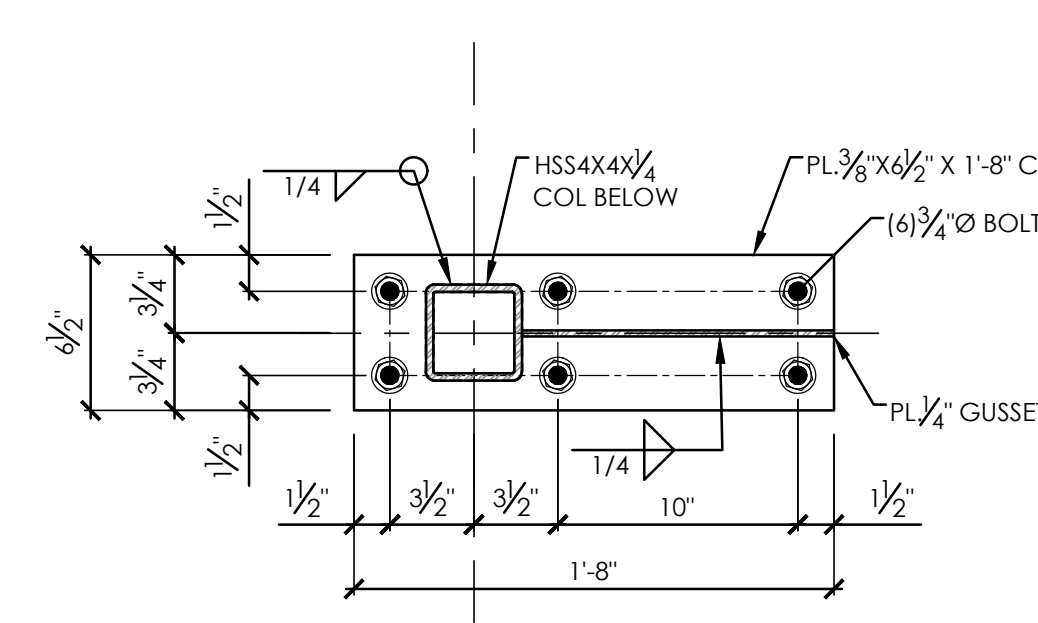 HSS4X4X1/4
COL BELOW
PL.3/8"X6 1/2" X 1'-8" C
(6)3/4"Ø BOLT
1/4
1 1/2"
3 1/4"
6 1/2"
3 1/4"
1 1/2"
PL.1/4" GUSSET
1/4
1 1/2"
3 1/2"
3 1/2"
10"
1 1/2"
1'-8"